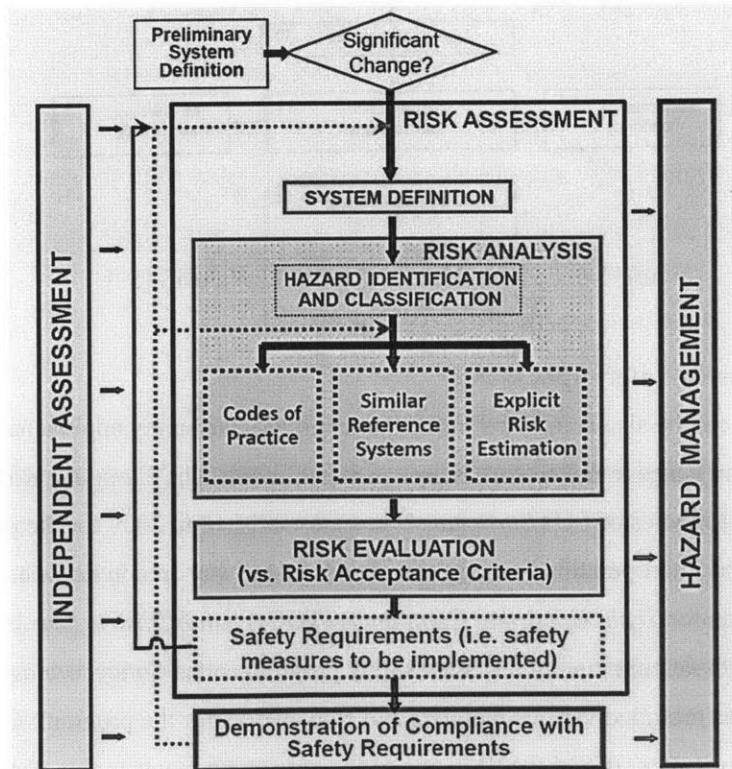 Preliminary
System
Definition
Significant
Change?
RISK ASSESSMENT
SYSTEM DEFINITION
RISK ANALYSIS
HAZARD IDENTIFICATION
AND CLASSIFICATION
Codes of
Practice
Similar
Reference
Systems
Explicit
Risk
Estimation
RISK EVALUATION
(vs. Risk Acceptance Criteria)
Safety Requirements (i.e. safety
measures to be implemented)
Demonstration of Compliance with
Safety Requirements
INDEPENDENT ASSESSMENT
HAZARD MANAGEMENT